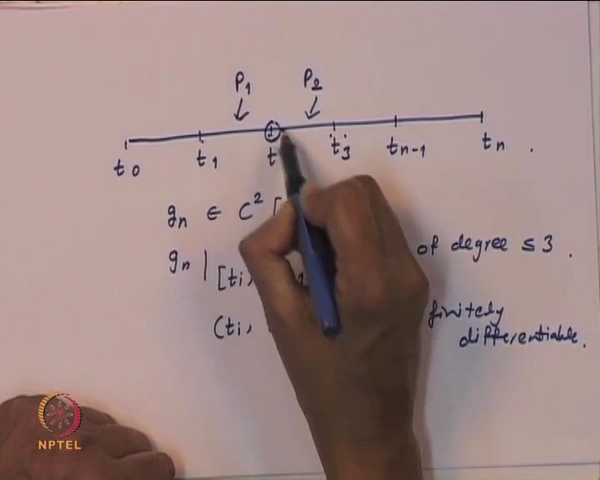 P₁ P₂
t₀ t₁ t t₃ tₙ₋₁ tₙ .
gₙ ∈ C² [
gₙ | [tᵢ, of degree ≤ 3 .
(tᵢ, finitely
differentiable.
NPTEL